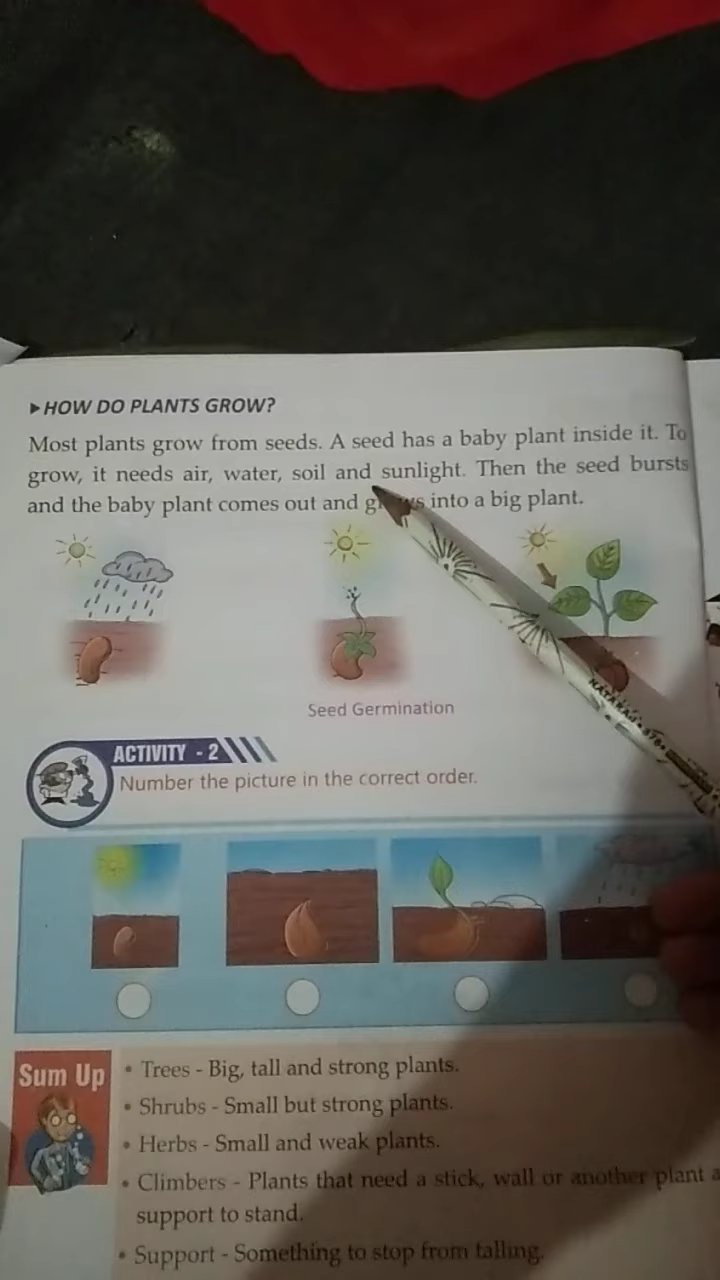 ►HOW DO PLANTS GROW?
Most plants grow from seeds. A seed has a baby plant inside it. To
grow, it needs air, water, soil and sunlight. Then the seed bursts
and the baby plant comes out and into a big plant.
Seed Germination
ACTIVITY - 2
Number the picture in the correct order.
Sum Up
• Trees - Big, tall and strong plants.
• Shrubs - Small but strong plants.
• Herbs - Small and weak plants.
• Climbers - Plants that need a stick, wall or another plant
support to stand.
• Support - Something to stop from falling.